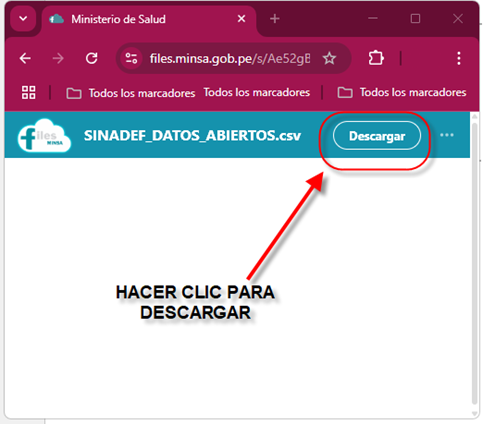 Ministerio de Salud
files.minsa.gob.pe/s/Ae52gB
Todos los marcadores Todos los marcadores Todos los marcadores
files MINSA SINADEF_DATOS_ABIERTOS.csv Descargar
HACER CLIC PARA
DESCARGAR